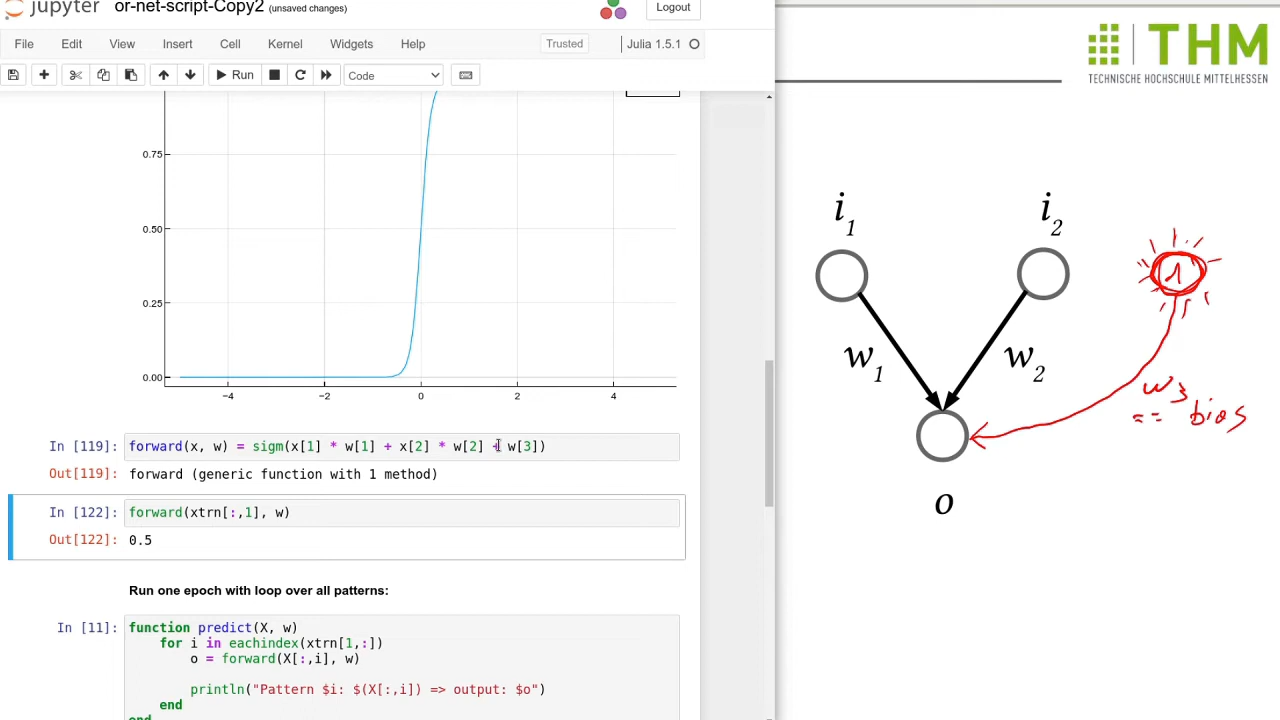 jupyter or-net-script-Copy2 (unsaved changes) Logout
File Edit View Insert Cell Kernel Widgets Help Trusted Julia 1.5.1
Run Code
0.75
0.50
0.25
0.00
−4 −2 0 2 4
In [119]: forward(x, w) = sigm(x[1] * w[1] + x[2] * w[2] + w[3])
Out[119]: forward (generic function with 1 method)
In [122]: forward(xtrn[:,1], w)
Out[122]: 0.5
Run one epoch with loop over all patterns:
In [11]: function predict(X, w)
for i in eachindex(xtrn[1,:])
o = forward(X[:,i], w)
println("Pattern $i: $(X[:,i]) => output: $o")
end
end
THM
TECHNISCHE HOCHSCHULE MITTELHESSEN
i1 i2
1
w1 w2
w3
== bios
o